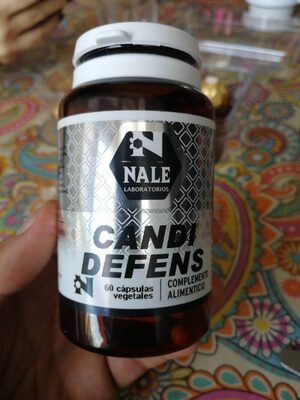 NALE
LABORATORIOS
CANDI
DEFENS
60 cápsulas
vegetales
COMPLEMENTO
ALIMENTICIO